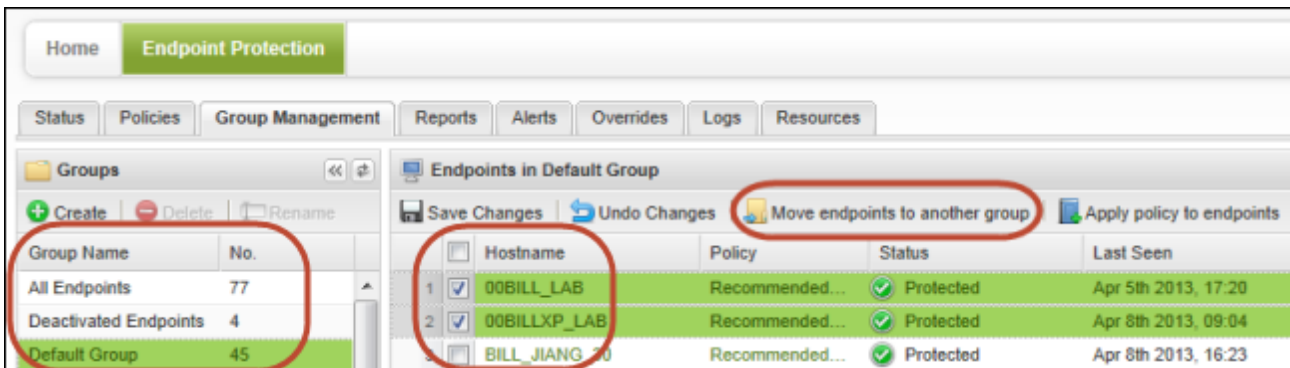 Home Endpoint Protection
Status Policies Group Management Reports Alerts Overrides Logs Resources
Groups
Create Delete Rename
Group Name No.
All Endpoints 77
Deactivated Endpoints 4
Default Group 45
Endpoints in Default Group
Save Changes Undo Changes Move endpoints to another group Apply policy to endpoints
Hostname Policy Status Last Seen
1 00BILL_LAB Recommended... Protected Apr 5th 2013, 17:20
2 00BILLXP_LAB Recommended... Protected Apr 8th 2013, 09:04
3 BILL_JIANG_30 Recommended... Protected Apr 8th 2013, 16:23